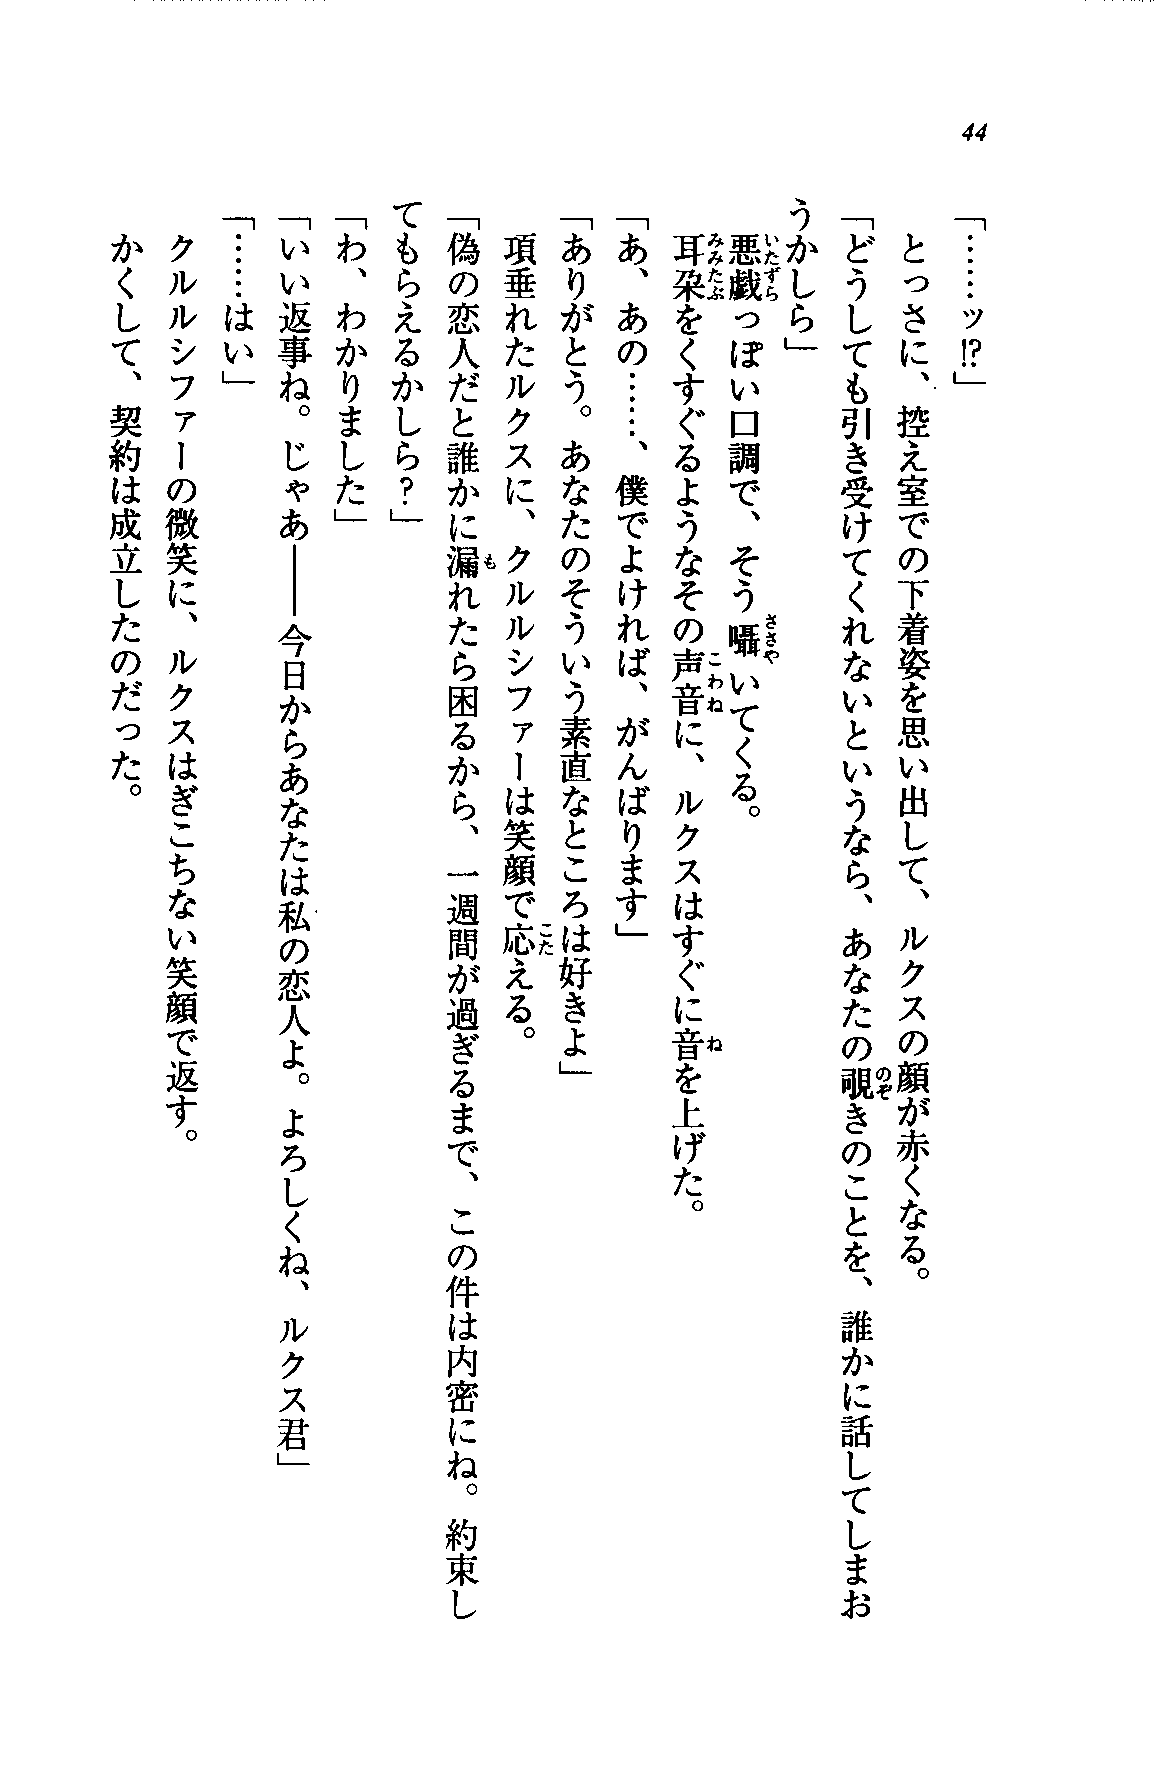 44
「……ッ!?」
とっさに、控え室での下着姿を思い出して、ルクスの顔が赤くなる。
「どうしても引き受けてくれないというなら、あなたの覗きのことを、誰かに話してしまお
うかしら」
悪戯っぽい口調で、そう囁いてくる。
耳朶をくすぐるようなその声音に、ルクスはすぐに音を上げた。
「あ、あの……、僕でよければ、がんばります」
「ありがとう。あなたのそういう素直なところは好きよ」
項垂れたルクスに、クルルシファーは笑顔で応える。
「偽の恋人だと誰かに漏れたら困るから、一週間が過ぎるまで、この件は内密にね。約束し
てもらえるかしら?」
「わ、わかりました」
「いい返事ね。じゃあ――今日からあなたは私の恋人よ。よろしくね、ルクス君」
「……はい」
クルルシファーの微笑に、ルクスはぎこちない笑顔で返す。
かくして、契約は成立したのだった。